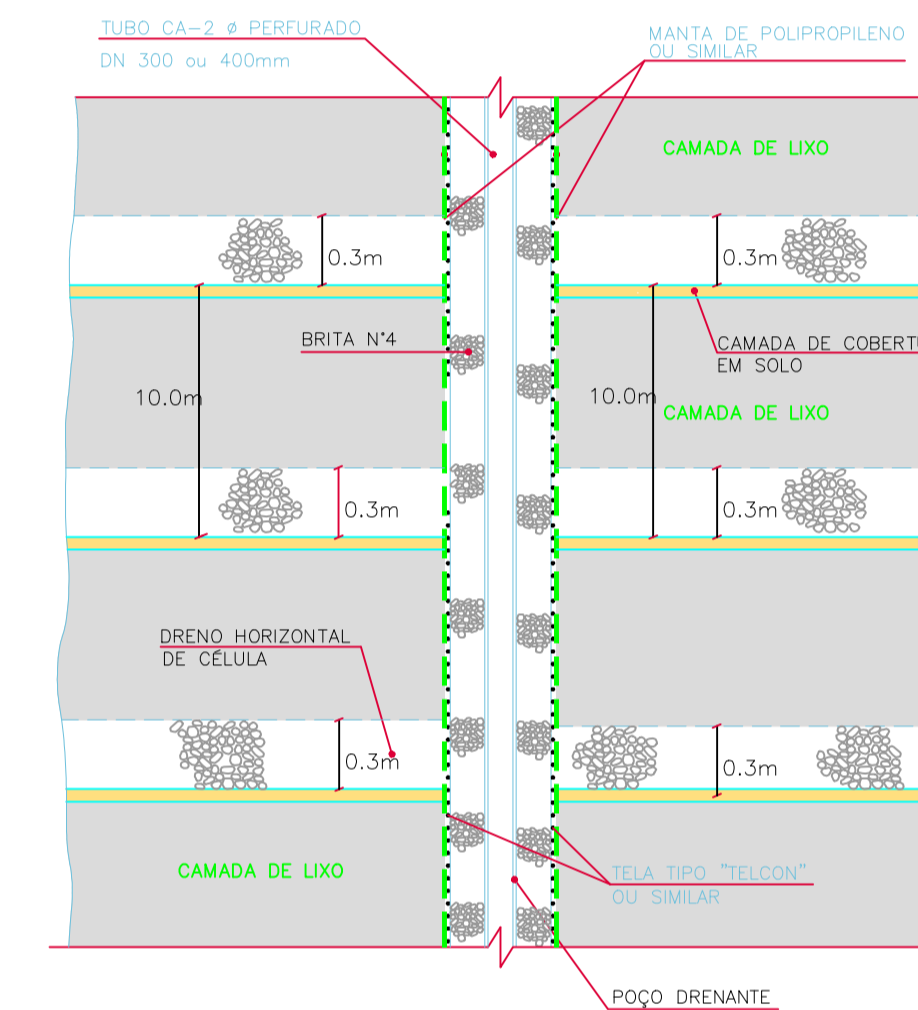 TUBO CA-2 ø PERFURADO
DN 300 ou 400mm
MANTA DE POLIPROPILENO
OU SIMILAR
CAMADA DE LIXO
0.3m
0.3m
BRITA N°4
CAMADA DE COBERTU
EM SOLO
10.0m
10.0m
CAMADA DE LIXO
0.3m
0.3m
DRENO HORIZONTAL
DE CÉLULA
0.3m
0.3m
CAMADA DE LIXO
TELA TIPO "TELCON"
OU SIMILAR
POÇO DRENANTE